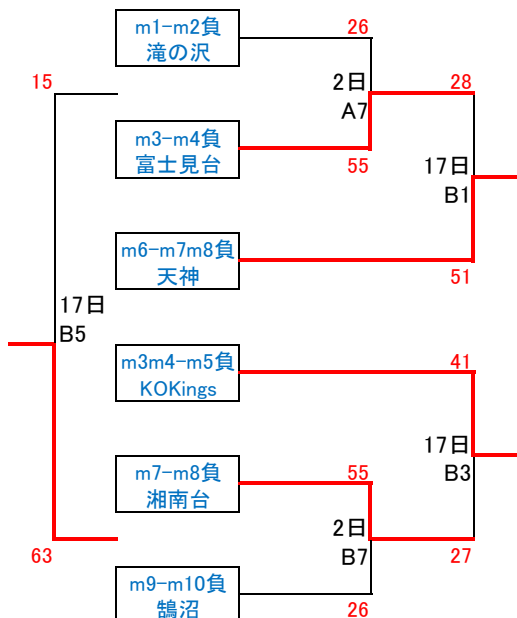 m1-m2負
滝の沢
26
15
2日
A7
28
m3-m4負
富士見台
55
17日
B1
m6-m7m8負
天神
51
17日
B5
m3m4-m5負
KOKings
41
17日
B3
m7-m8負
湘南台
55
2日
B7
63
27
m9-m10負
鵠沼
26